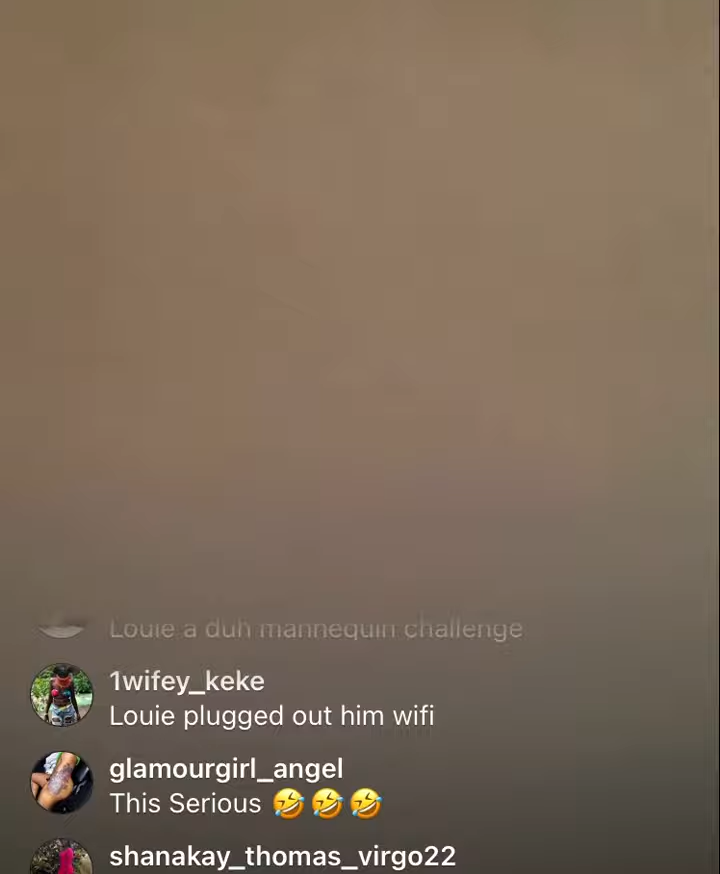 Louie a duh mannequin challenge
1wifey_keke
Louie plugged out him wifi
glamourgirl_angel
This Serious 🤣🤣🤣
shanakay_thomas_virgo22